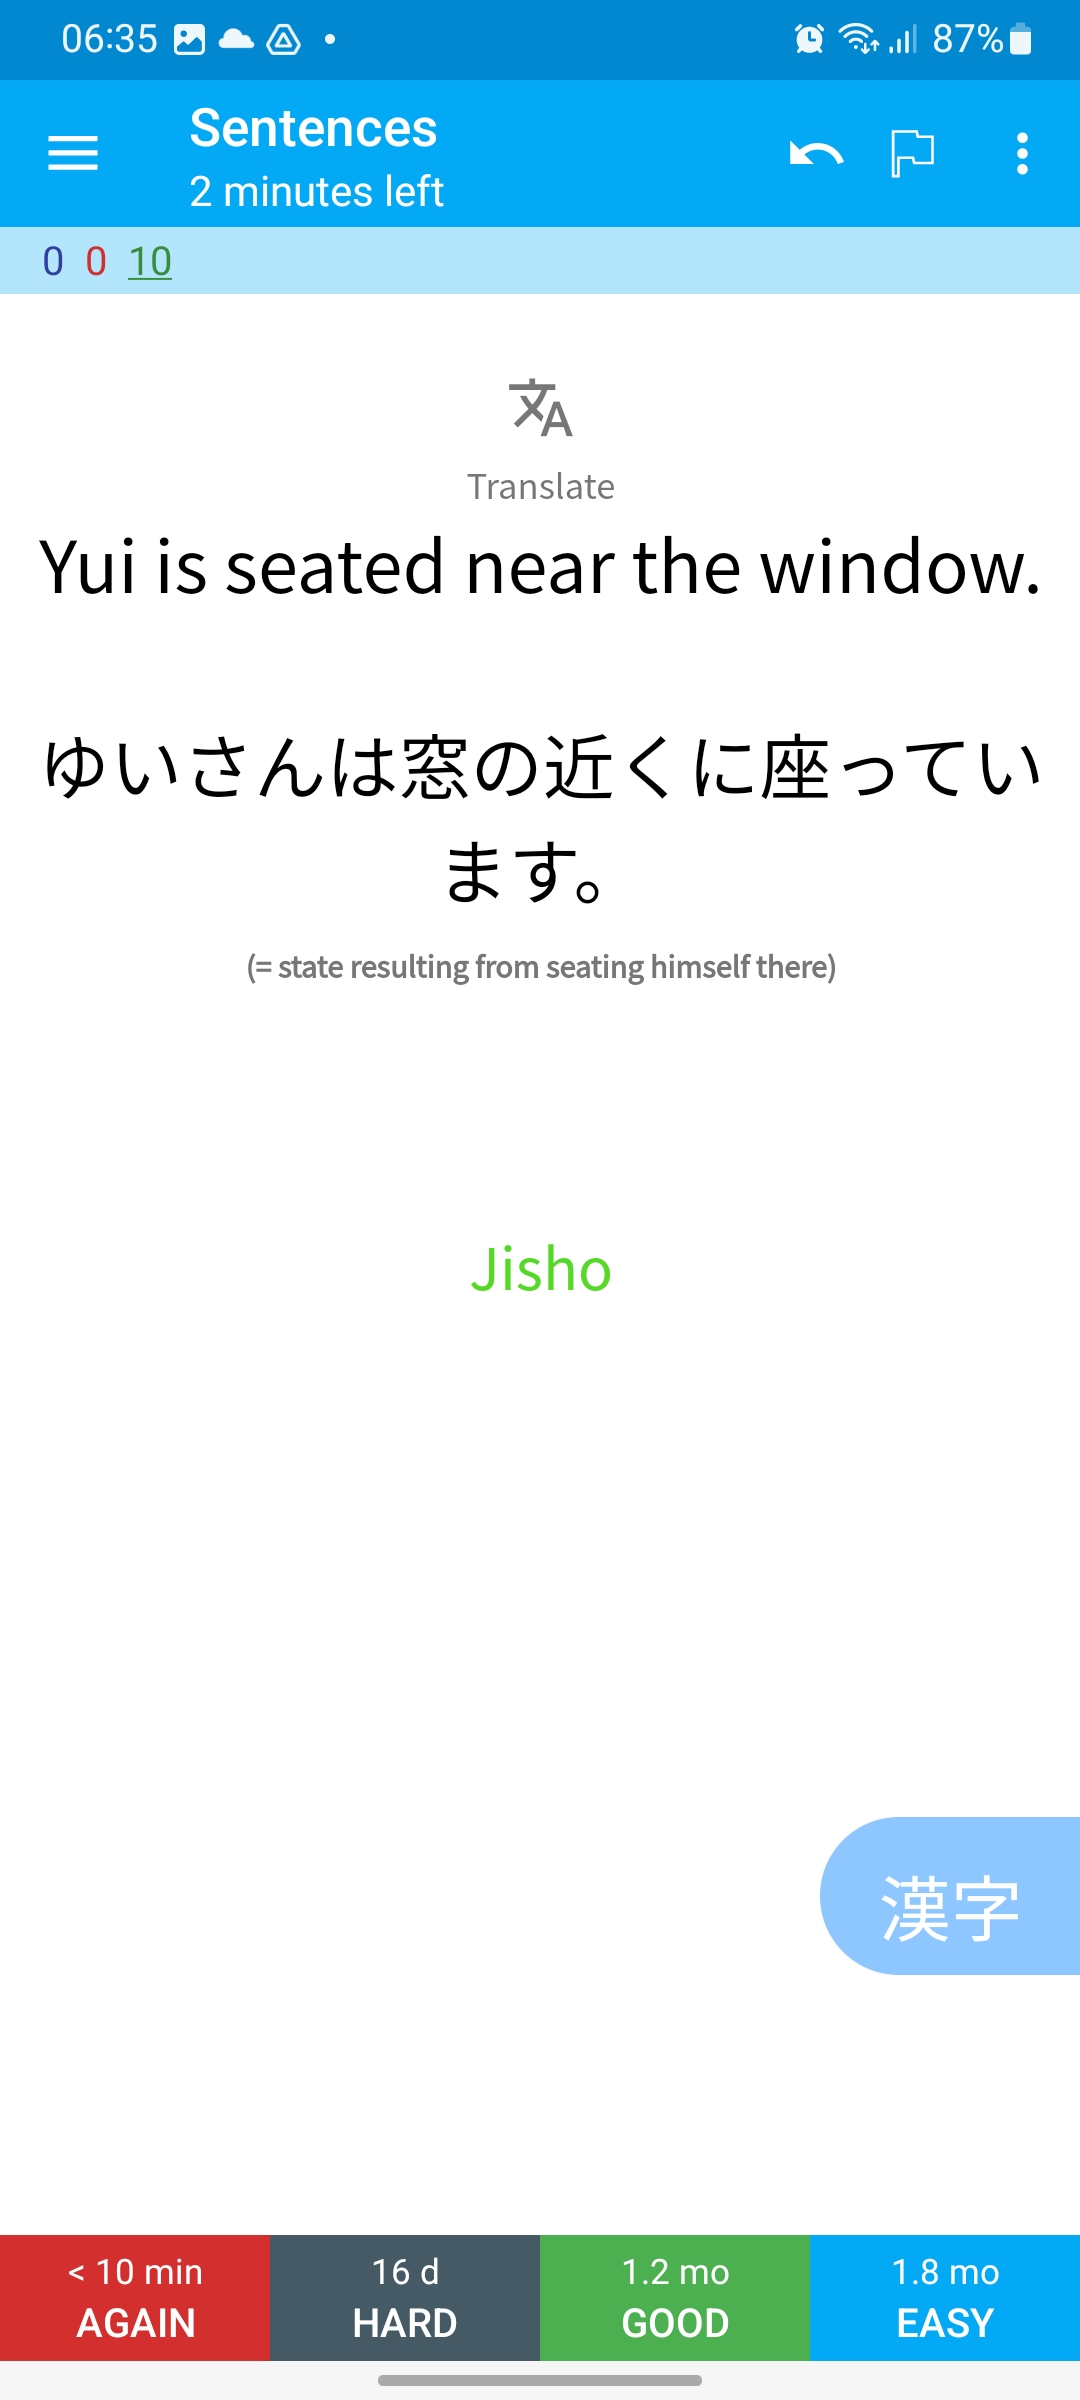 06:35
87%
Sentences
2 minutes left
0 0 10
Translate
Yui is seated near the window.
ゆいさんは窓の近くに座ってい
ます。
(= state resulting from seating himself there)
Jisho
漢字
< 10 min 16 d 1.2 mo 1.8 mo
AGAIN HARD GOOD EASY